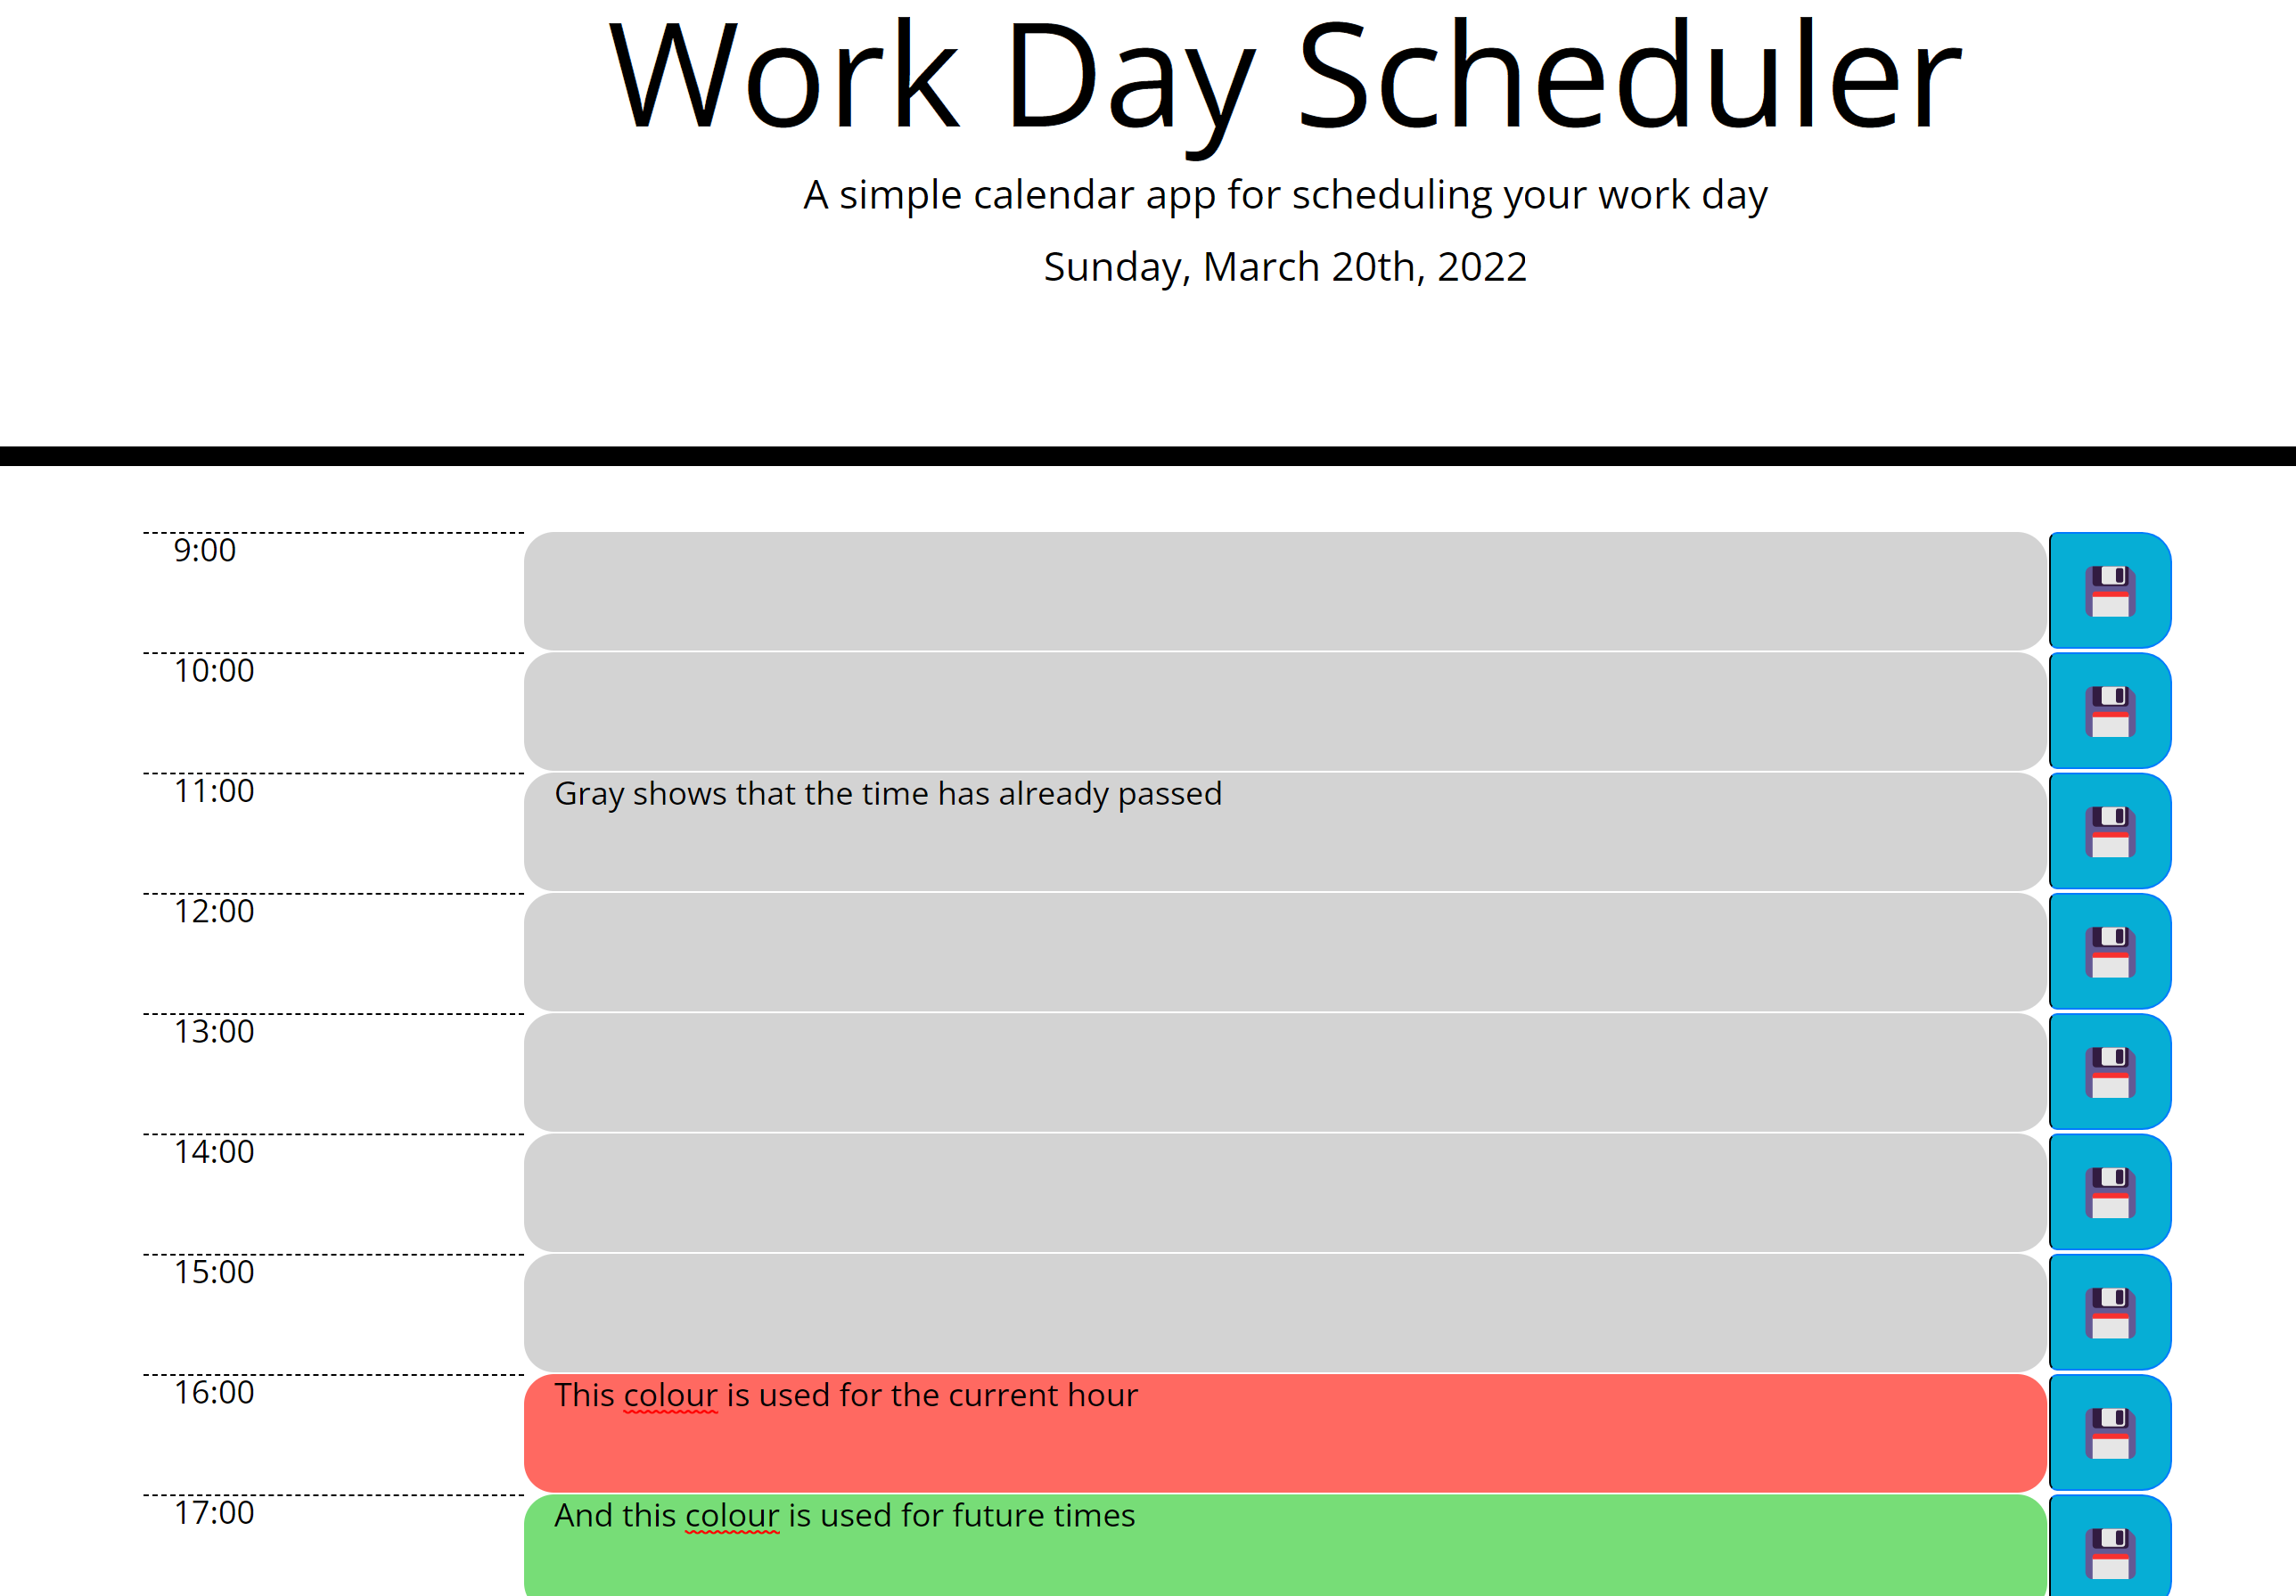 Work Day Scheduler
A simple calendar app for scheduling your work day
Sunday, March 20th, 2022
9:00
10:00
11:00 Gray shows that the time has already passed
12:00
13:00
14:00
15:00
16:00 This colour is used for the current hour
17:00 And this colour is used for future times